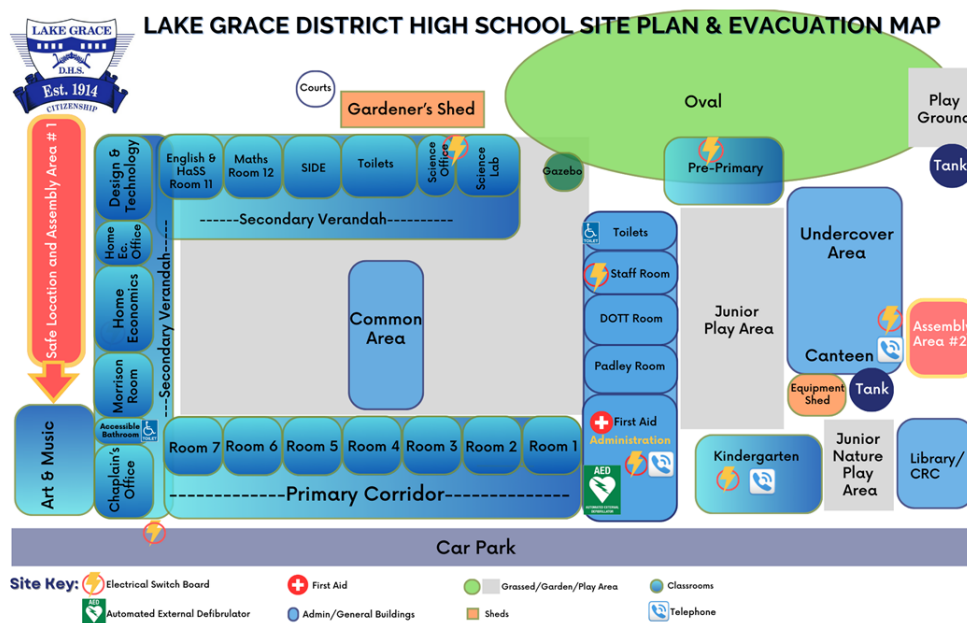 LAKE GRACE DISTRICT HIGH SCHOOL SITE PLAN & EVACUATION MAP
LAKE GRACE
D.H.S.
Est. 1914
CITIZENSHIP
Courts
Gardener's Shed
Oval
Play
Ground
Tank
Safe Location and Assembly Area # 1
Design &
Technology
English &
HaSS
Room 11
Maths
Room 12
SIDE
Toilets
Science
Office
Science
Lab
Gazebo
Pre-Primary
------Secondary Verandah-----------
Home
Ec.
Office
Home
Economics
Morrison
Room
----Secondary Verandah-----
Common
Area
Toilets
TOILET
Staff Room
DOTT Room
Padley Room
First Aid
Administration
AED
AUTOMATED EXTERNAL
DEFIBRILLATOR
Junior
Play Area
Undercover
Area
Canteen
Assembly
Area #2
Equipment
Shed
Tank
Art & Music
Accessible
Bathroom
TOILET
Chaplain's
Office
Room 7
Room 6
Room 5
Room 4
Room 3
Room 2
Room 1
----------Primary Corridor-------------
Kindergarten
Junior
Nature
Play
Area
Library/
CRC
Car Park
Site Key:
Electrical Switch Board
First Aid
Grassed/Garden/Play Area
Classrooms
AED
Automated External Defibrulator
Admin/General Buildings
Sheds
Telephone